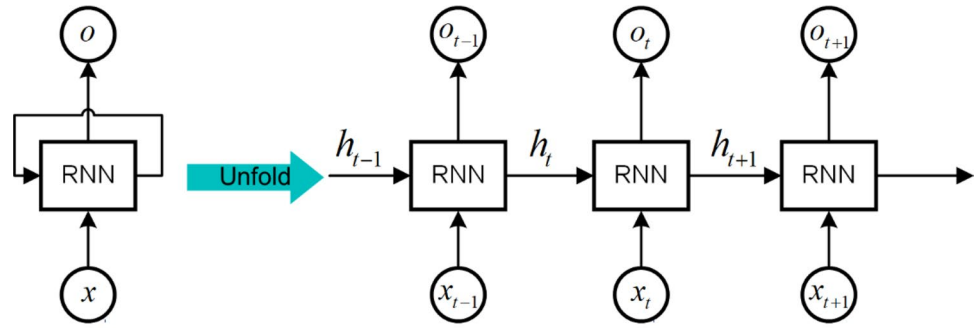 o
RNN
x
Unfold
h_{t-1}
o_{t-1}
RNN
x_{t-1}
h_t
o_t
RNN
x_t
h_{t+1}
o_{t+1}
RNN
x_{t+1}